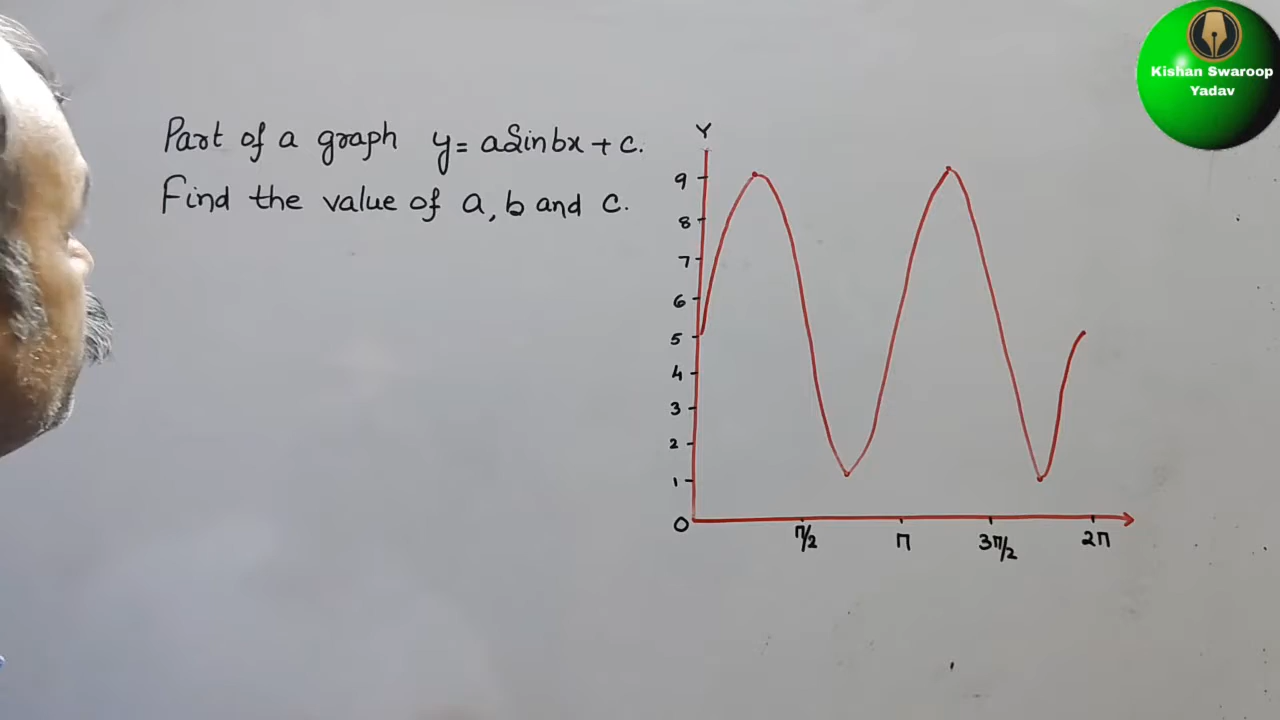 Kishan Swaroop
Yadav
Part of a graph y = a Sin bx + c.
Find the value of a, b and c.
Y
9
8
7
6
5
4
3
2
1
0
π/2 π 3π/2 2π